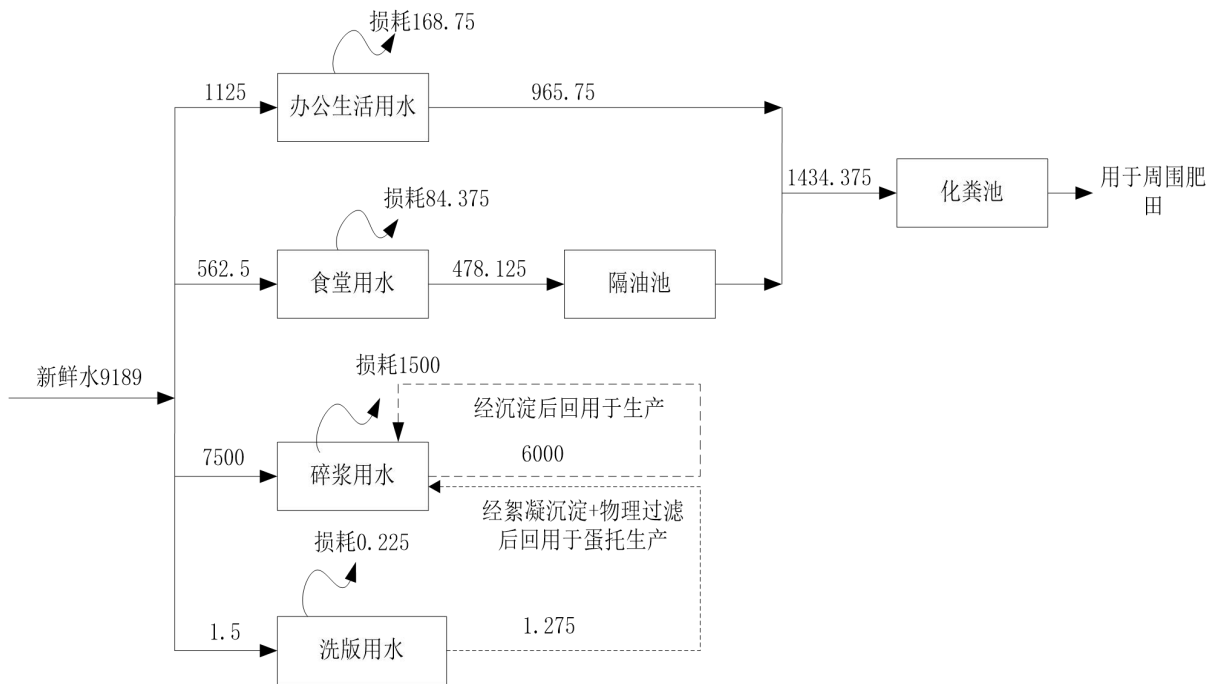 损耗168.75
1125
办公生活用水
965.75
损耗84.375
1434.375
化粪池
用于周围肥
田
562.5
食堂用水
478.125
隔油池
新鲜水9189
损耗1500
经沉淀后回用于生产
7500
碎浆用水
6000
经絮凝沉淀+物理过滤
后回用于蛋托生产
损耗0.225
1.5
洗版用水
1.275